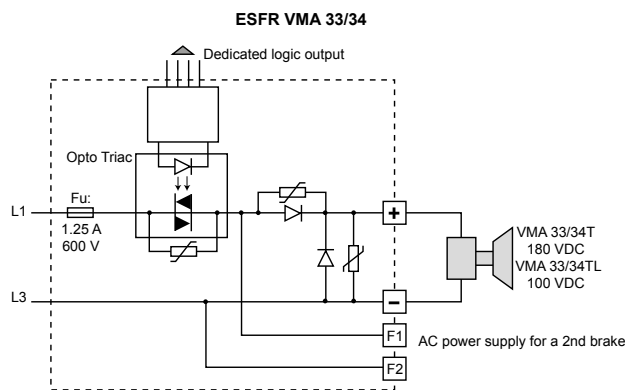 ESFR VMA 33/34
Dedicated logic output
Opto Triac
Fu:
L1
1.25 A
600 V
+
VMA 33/34T
180 VDC
VMA 33/34TL
100 VDC
L3
−
F1
AC power supply for a 2nd brake
F2